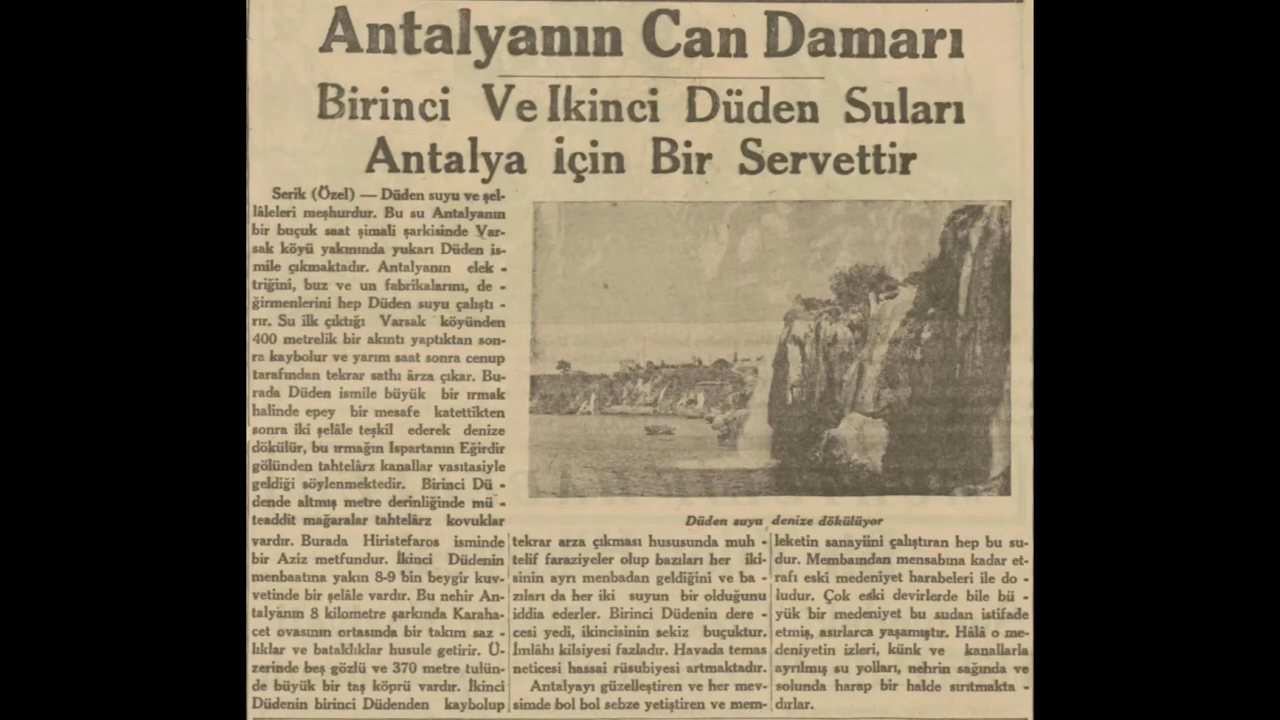 Antalyanın Can Damarı
Birinci Ve Ikinci Düden Suları
Antalya için Bir Servettir
Serik (Özel) — Düden suyu ve şel-
lâleleri meşhurdur. Bu su Antalyanın
bir buçuk saat şimali şarkisinde Var-
sak köyü yakınında yukarı Düden is-
mile çıkmaktadır. Antalyanın elek -
triğini, buz ve un fabrikalarını, de -
ğirmenlerini hep Düden suyu çalıştı -
rır. Su ilk çıktığı Varsak köyünden
400 metrelik bir akıntı yaptıktan son-
ra kaybolur ve yarım saat sonra cenup
tarafından tekrar sathı ârza çıkar. Bu-
rada Düden ismile büyük bir ırmak
halinde epey bir mesafe katettikten
sonra iki şelâle teşkil ederek denize
dökülür, bu ırmağın Ispartanın Eğirdir
gölünden tahtelârz kanallar vasıtasiyle
geldiği söylenmektedir. Birinci Dü -
dende altmış metre derinliğinde mü -
teaddit mağaralar tahtelârz kovuklar
vardır. Burada Hiristefaros isminde
bir Aziz metfundur. İkinci Düdenin
menbaatına yakın 8-9 bin beygir kuv-
vetinde bir şelâle vardır. Bu nehir An-
talyanın 8 kilometre şarkında Karaha-
cet ovasının ortasında bir takım saz -
lıklar ve bataklıklar husule getirir. Ü-
zerinde beş gözlü ve 370 metre tulün-
de büyük bir taş köprü vardır. İkinci
Düdenin birinci Düdenden kaybolup
Düden suyu denize dökülüyor
tekrar arza çıkması hususunda muh -
telif faraziyeler olup bazıları her iki-
sinin ayrı menbadan geldiğini ve ba -
zıları da her iki suyun bir olduğunu
iddia ederler. Birinci Düdenin dere -
cesi yedi, ikincisinin sekiz buçuktur.
İmlâhı kilsiyesi fazladır. Havada temas
neticesi hassai rüsubiyesi artmaktadır.
Antalyayı güzelleştiren ve her mev-
simde bol bol sebze yetiştiren ve mem-
leketin sanayiini çalıştıran hep bu su-
dur. Membaından mensabına kadar et-
rafı eski medeniyet harabeleri ile do -
ludur. Çok eski devirlerde bile bü -
yük bir medeniyet bu sudan istifade
etmiş, asırlarca yaşamıştır. Hâlâ o me-
deniyetin izleri, künk ve kanallarla
ayrılmış su yolları, nehrin sağında ve
solunda harap bir halde sırıtmakta -
dırlar.